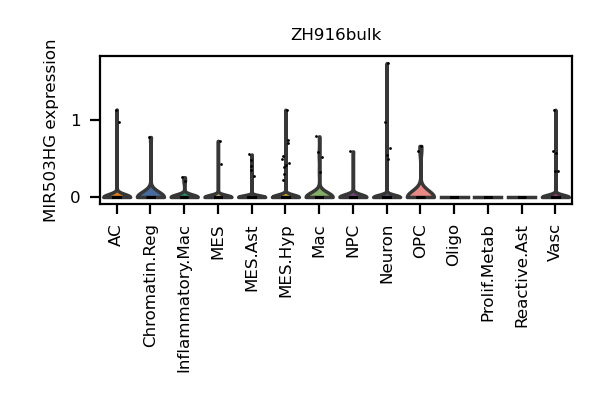 ZH916bulk
MIR503HG expression
1
0
AC
Chromatin.Reg
Inflammatory.Mac
MES
MES.Ast
MES.Hyp
Mac
NPC
Neuron
OPC
Oligo
Prolif.Metab
Reactive.Ast
Vasc